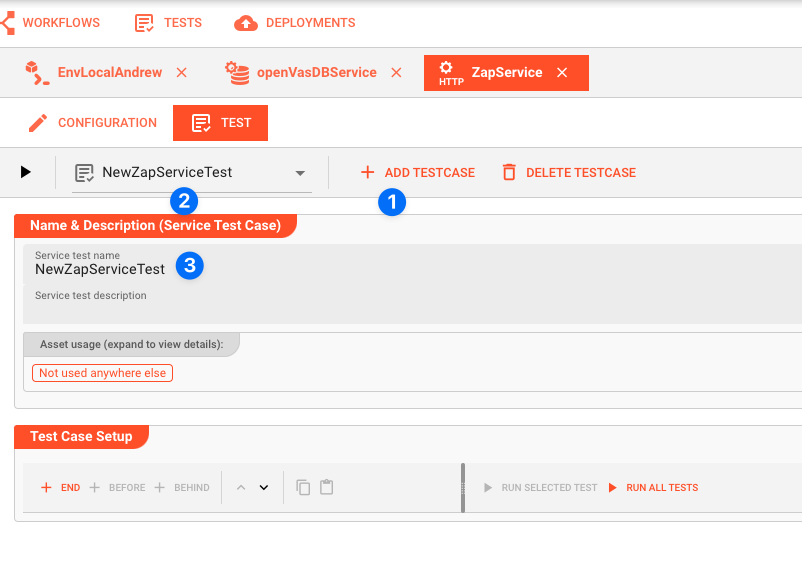 WORKFLOWS TESTS DEPLOYMENTS
EnvLocalAndrew openVasDBService HTTP ZapService
CONFIGURATION TEST
NewZapServiceTest ADD TESTCASE DELETE TESTCASE
2 1
Name & Description (Service Test Case)
Service test name
NewZapServiceTest 3
Service test description
Asset usage (expand to view details):
Not used anywhere else
Test Case Setup
END BEFORE BEHIND RUN SELECTED TEST RUN ALL TESTS